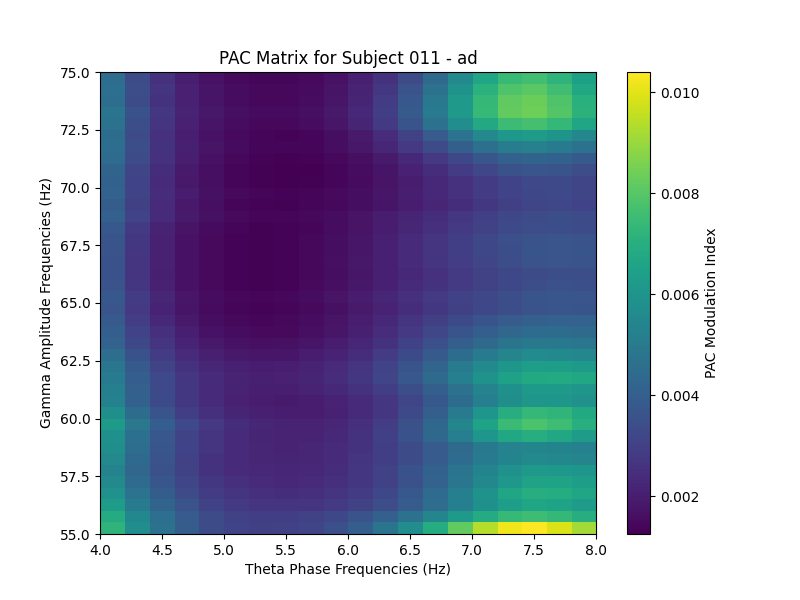 PAC Matrix for Subject 011 - ad
75.0
72.5
70.0
67.5
65.0
62.5
60.0
57.5
55.0
Gamma Amplitude Frequencies (Hz)
4.0 4.5 5.0 5.5 6.0 6.5 7.0 7.5 8.0
Theta Phase Frequencies (Hz)
0.010
0.008
0.006
0.004
0.002
PAC Modulation Index